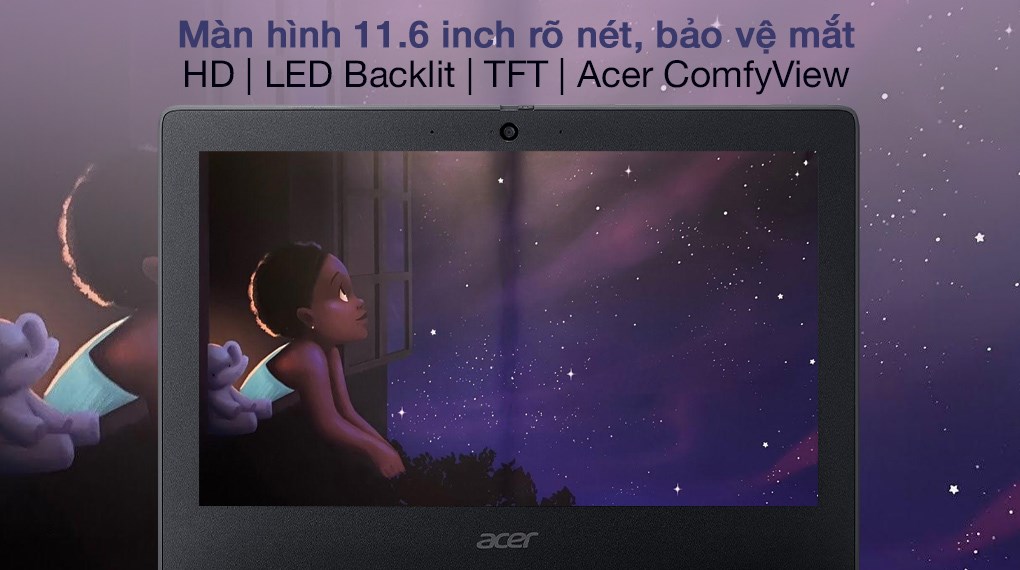 Màn hình 11.6 inch rõ nét, bảo vệ mắt
HD | LED Backlit | TFT | Acer ComfyView
acer